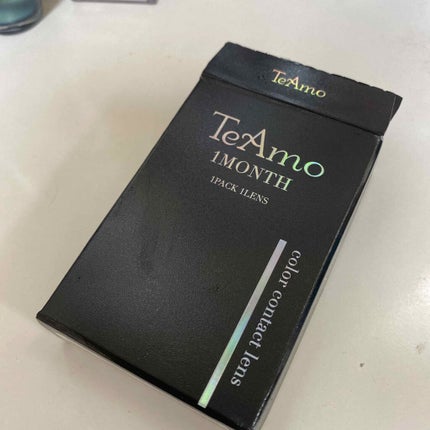 TeAmo
TeAmo
1MONTH
1PACK 1LENS
color contact lens